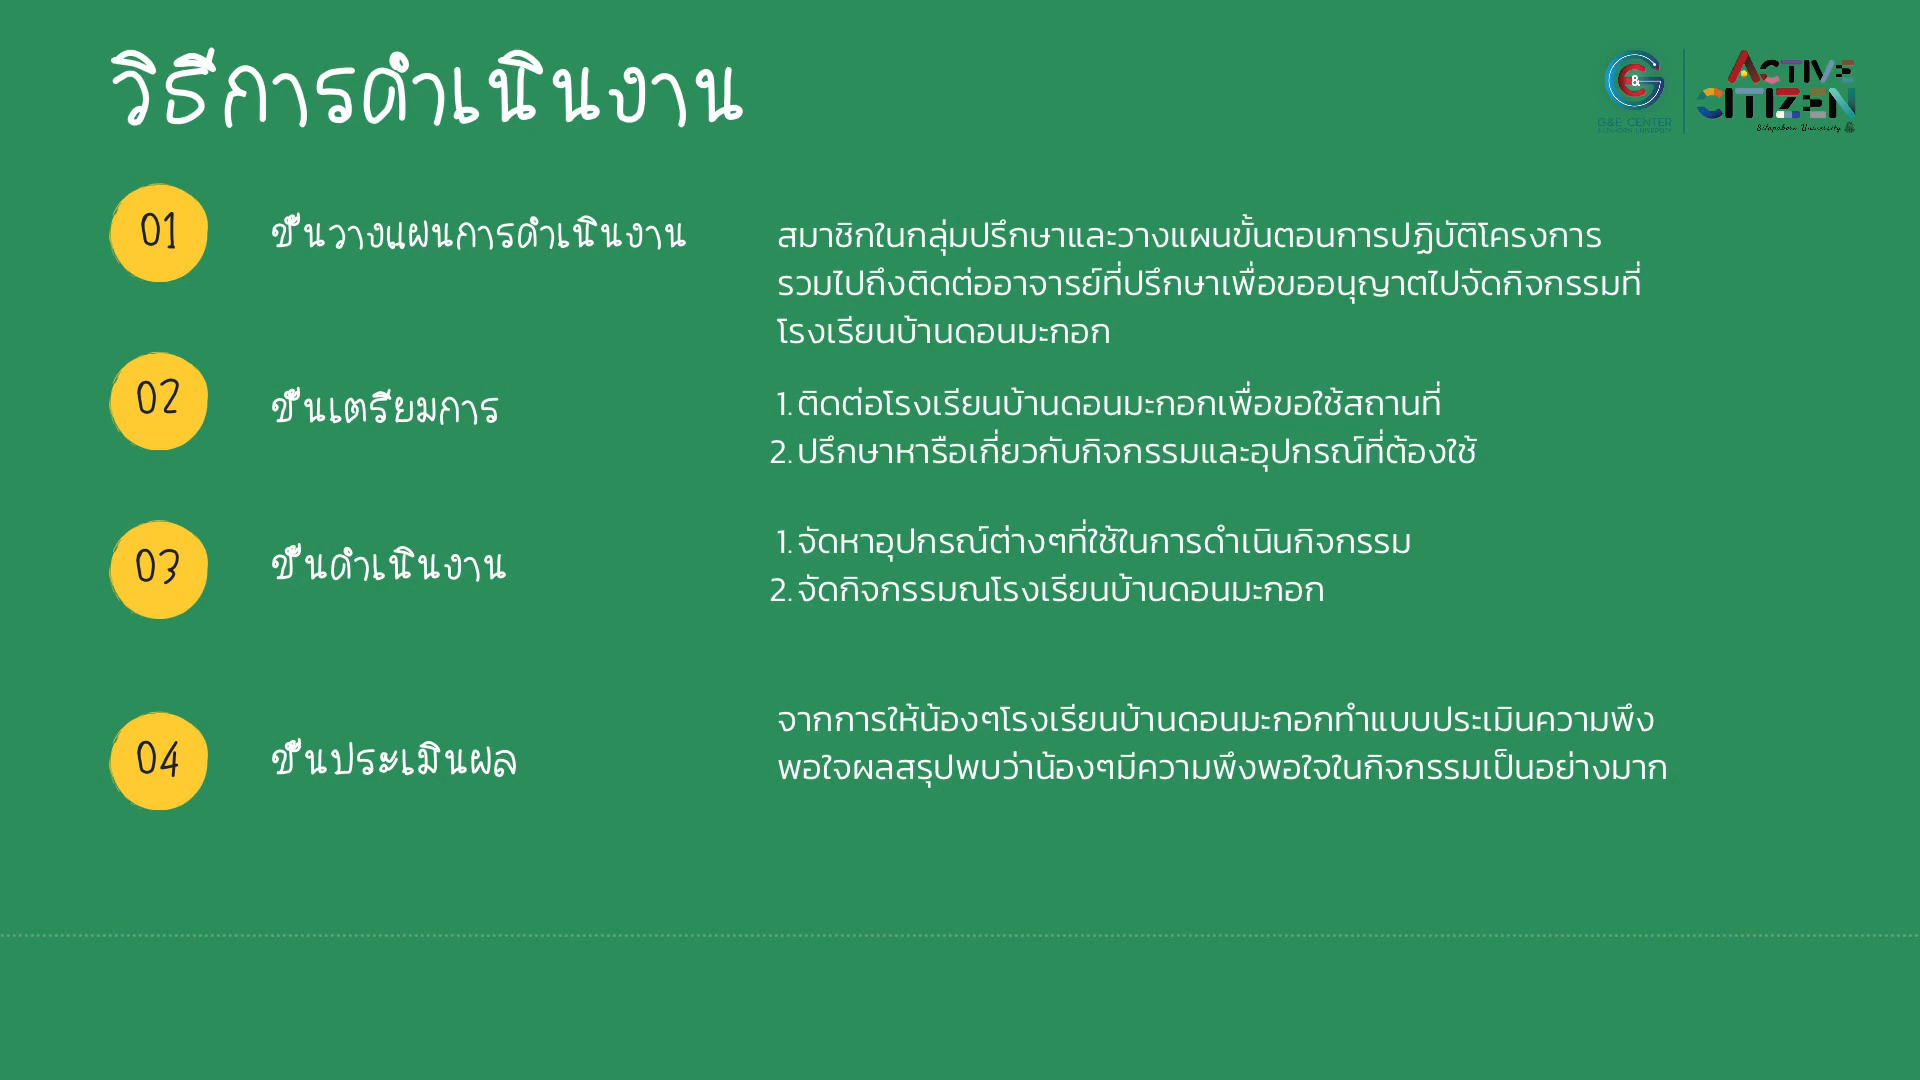 วิธีการดำเนินงาน
G&E CENTER
ACTIVE
CITIZEN
Silapakorn University
01
ขั้นวางแผนการดำเนินงาน
สมาชิกในกลุ่มปรึกษาและวางแผนขั้นตอนการปฏิบัติโครงการ
รวมไปถึงติดต่ออาจารย์ที่ปรึกษาเพื่อขออนุญาตไปจัดกิจกรรมที่
โรงเรียนบ้านดอนมะกอก
02
ขั้นเตรียมการ
1. ติดต่อโรงเรียนบ้านดอนมะกอกเพื่อขอใช้สถานที่
2. ปรึกษาหารือเกี่ยวกับกิจกรรมและอุปกรณ์ที่ต้องใช้
03
ขั้นดำเนินงาน
1. จัดหาอุปกรณ์ต่างๆที่ใช้ในการดำเนินกิจกรรม
2. จัดกิจกรรมณโรงเรียนบ้านดอนมะกอก
04
ขั้นประเมินผล
จากการให้น้องๆโรงเรียนบ้านดอนมะกอกทำแบบประเมินความพึง
พอใจผลสรุปพบว่าน้องๆมีความพึงพอใจในกิจกรรมเป็นอย่างมาก